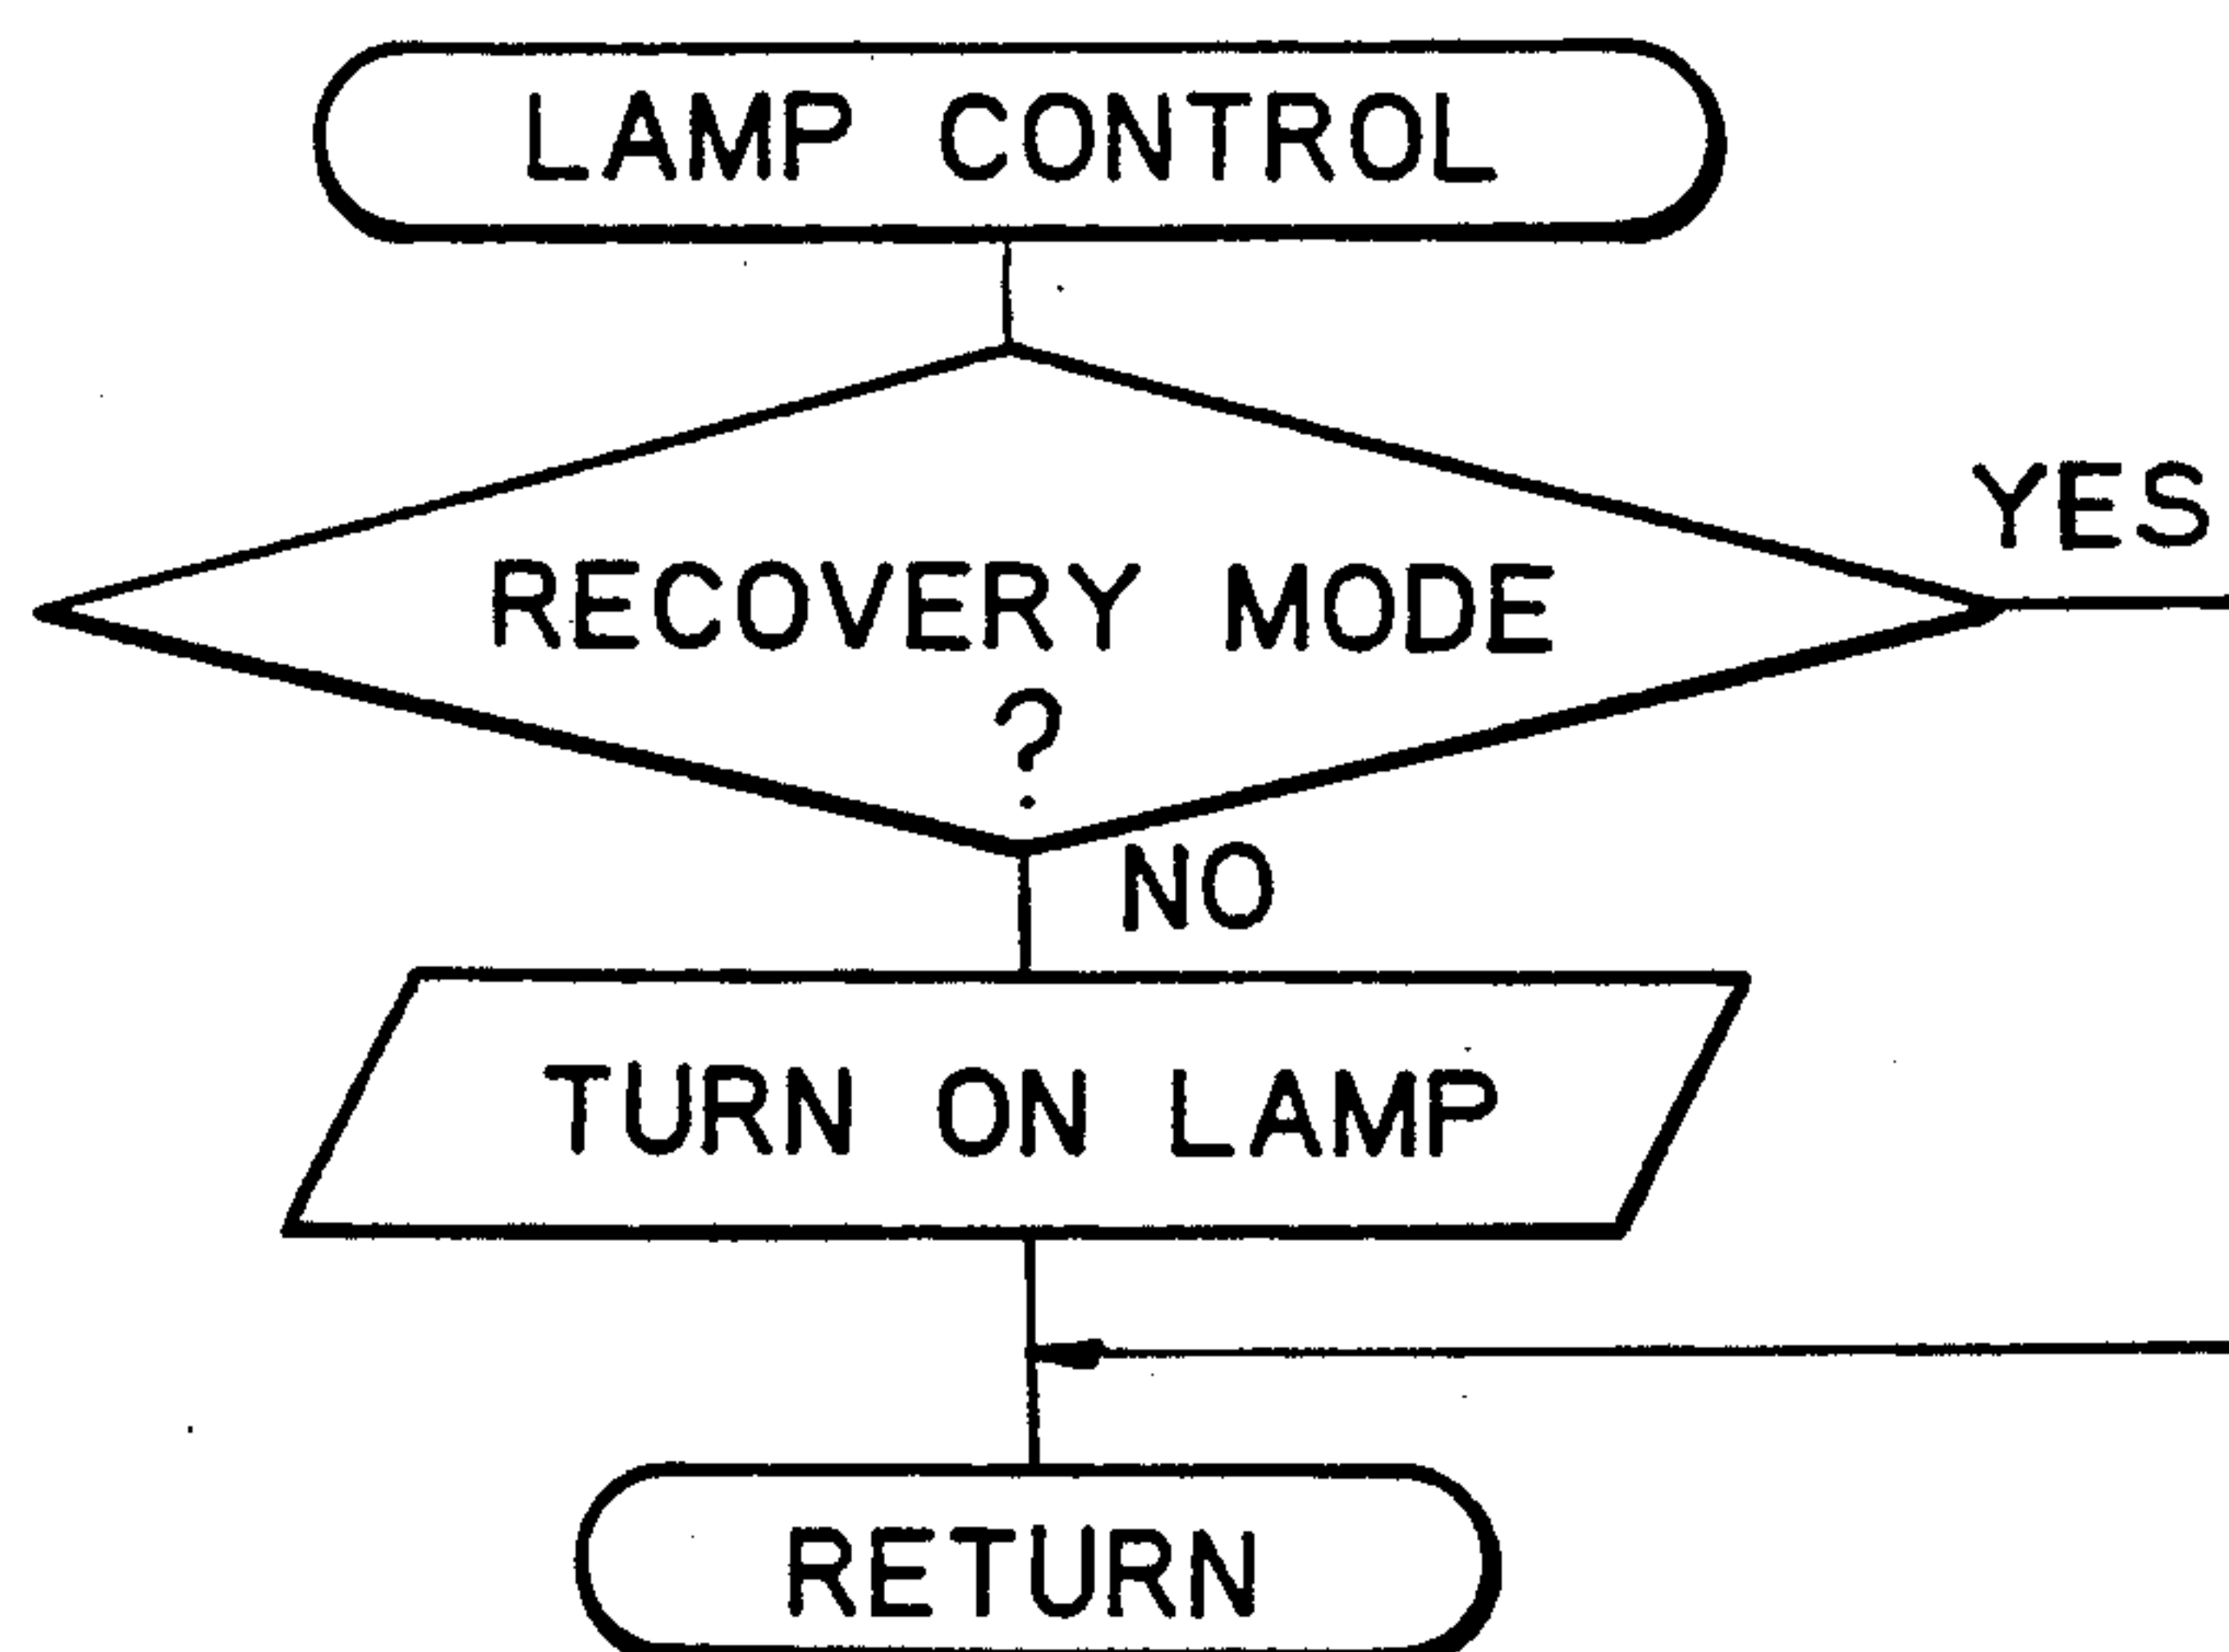 LAMP CONTROL
RECOVERY MODE
?
YES
NO
TURN ON LAMP
RETURN